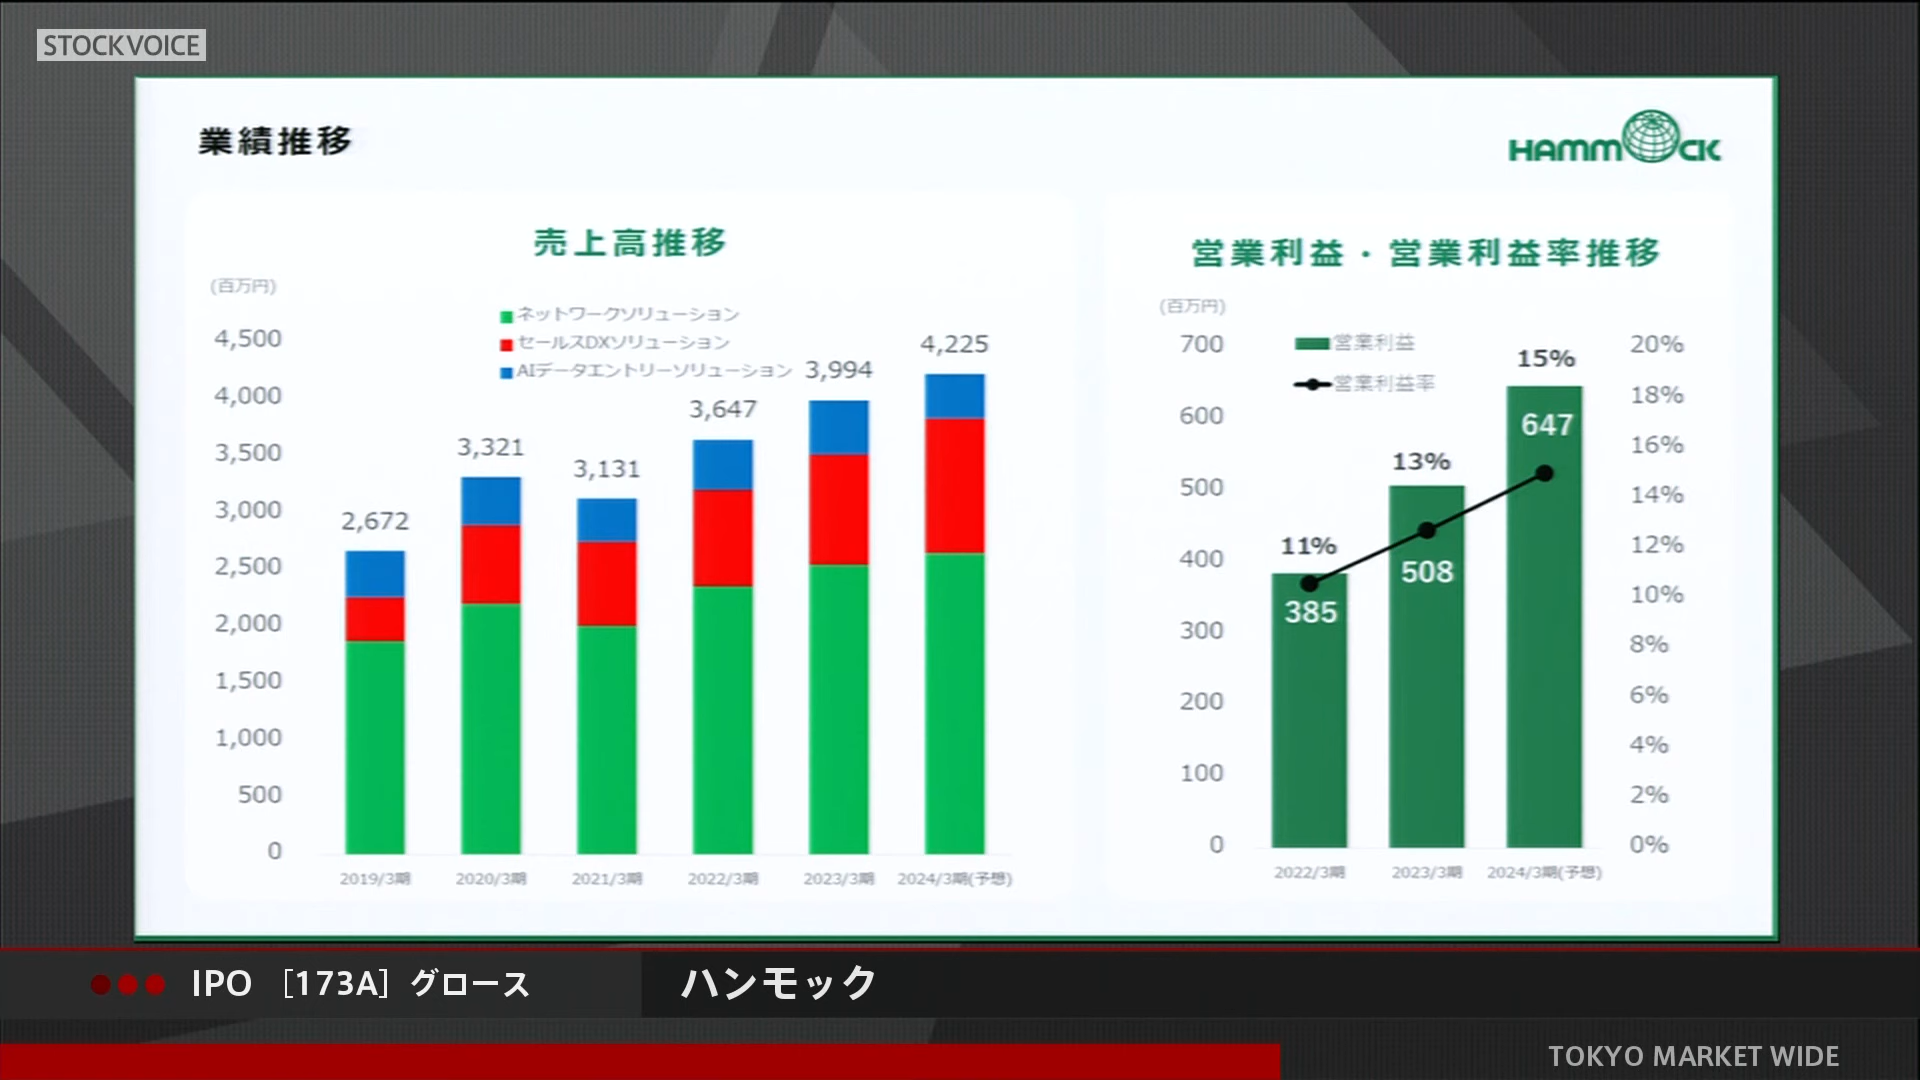 STOCKVOICE
業績推移
HAMMOCK
売上高推移
(百万円)
ネットワークソリューション
セールスDXソリューション
AIデータエントリーソリューション
4,500
4,000
3,500
3,000
2,500
2,000
1,500
1,000
500
0
2,672
3,321
3,131
3,647
3,994
4,225
2019/3期
2020/3期
2021/3期
2022/3期
2023/3期
2024/3期(予想)
営業利益・営業利益率推移
(百万円)
営業利益
営業利益率
700
600
500
400
300
200
100
0
11%
13%
15%
385
508
647
20%
18%
16%
14%
12%
10%
8%
6%
4%
2%
0%
2022/3期
2023/3期
2024/3期(予想)
IPO [173A] グロース
ハンモック
TOKYO MARKET WIDE